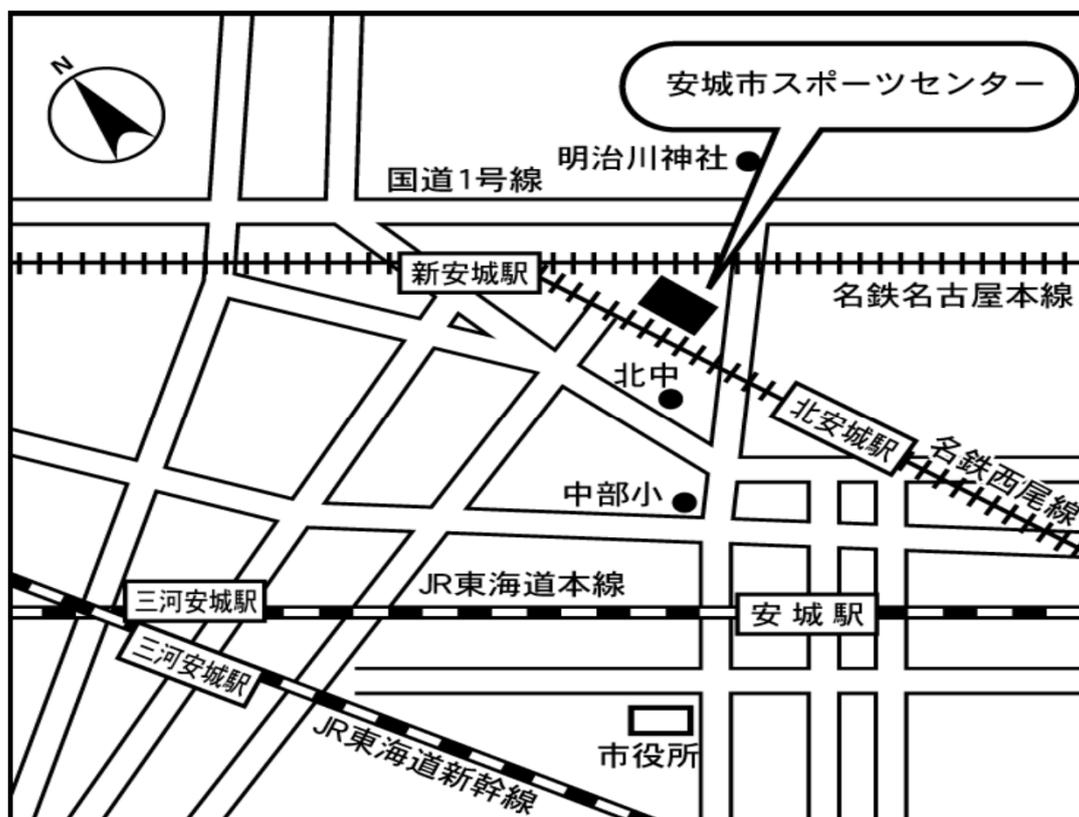 N
安城市スポーツセンター
明治川神社
国道1号線
新安城駅
名鉄名古屋本線
北中
北安城駅
名鉄西尾線
中部小
JR東海道本線
三河安城駅
安城駅
三河安城駅
市役所
JR東海道新幹線